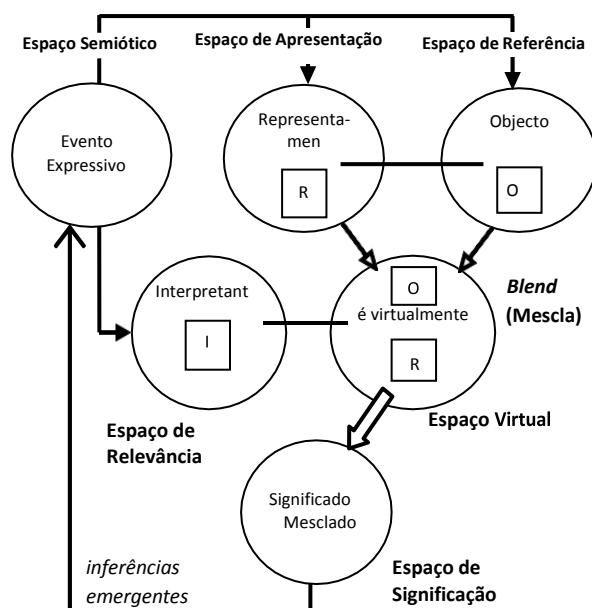 Espaço Semiótico
Espaço de Apresentação
Espaço de Referência
Evento
Expressivo
Representa-
men
R
Objecto
O
Interpretant
I
O
é virtualmente
R
Blend
(Mescla)
Espaço de
Relevância
Espaço Virtual
Significado
Mesclado
inferências
emergentes
Espaço de
Significação